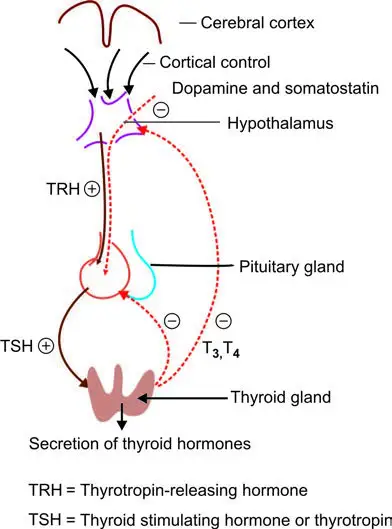 Cerebral cortex
Cortical control
Dopamine and somatostatin
Hypothalamus
TRH +
Pituitary gland
TSH +
T3,T4
Thyroid gland
Secretion of thyroid hormones
TRH = Thyrotropin-releasing hormone
TSH = Thyroid stimulating hormone or thyrotropin